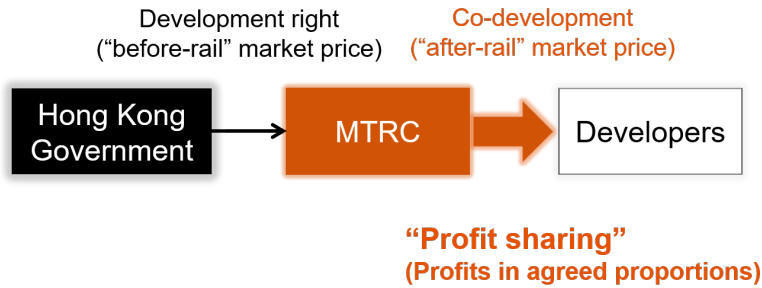 Development right
(“before-rail” market price)
Co-development
(“after-rail” market price)
Hong Kong
Government
MTRC
Developers
“Profit sharing”
(Profits in agreed proportions)